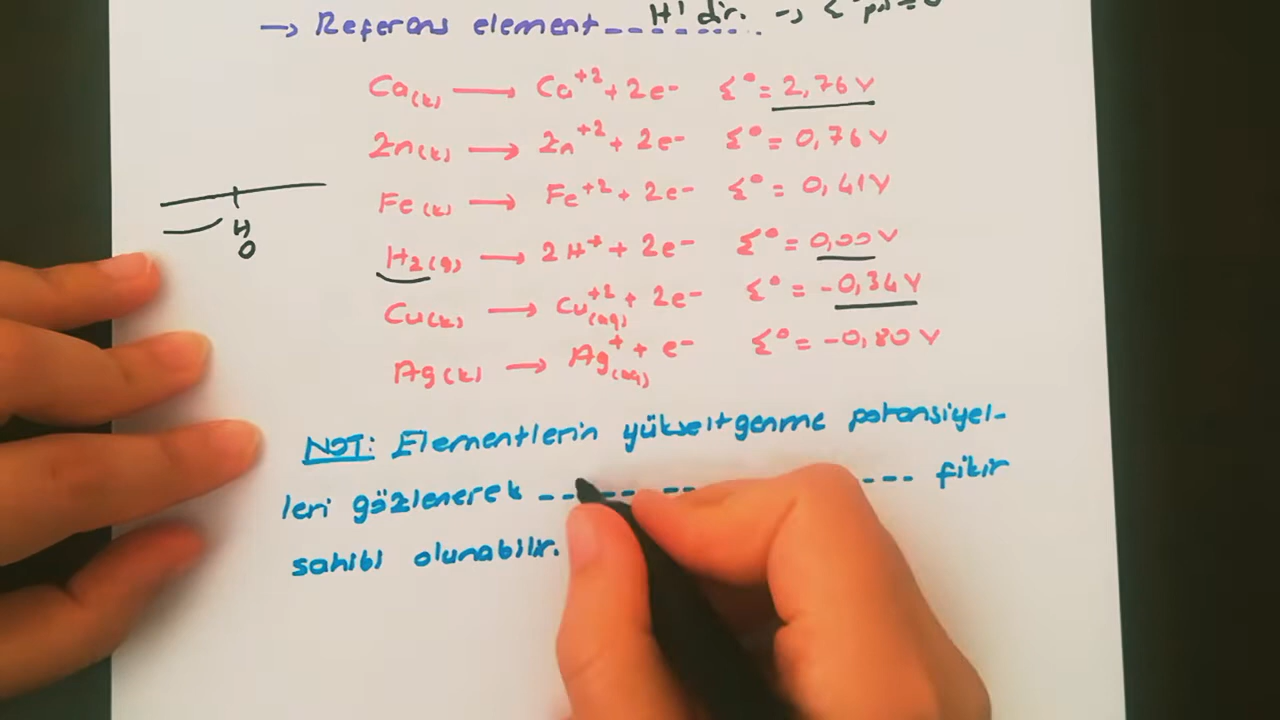 → Referans element H'dir. →
Ca(k) → Ca+2 + 2e- Ɛ° = 2,76 V
Zn(k) → Zn+2 + 2e- Ɛ° = 0,76 V
Fe(k) → Fe+2 + 2e- Ɛ° = 0,41 V
H2(g) → 2H+ + 2e- Ɛ° = 0,00 V
Cu(k) → Cu+2(aq) + 2e- Ɛ° = -0,34 V
Ag(k) → Ag+(aq) + e- Ɛ° = -0,80 V
H
0
NOT: Elementlerin yükseltgenme potansiyel-
leri gözlenerek ---------- fikir
sahibi olunabilir.